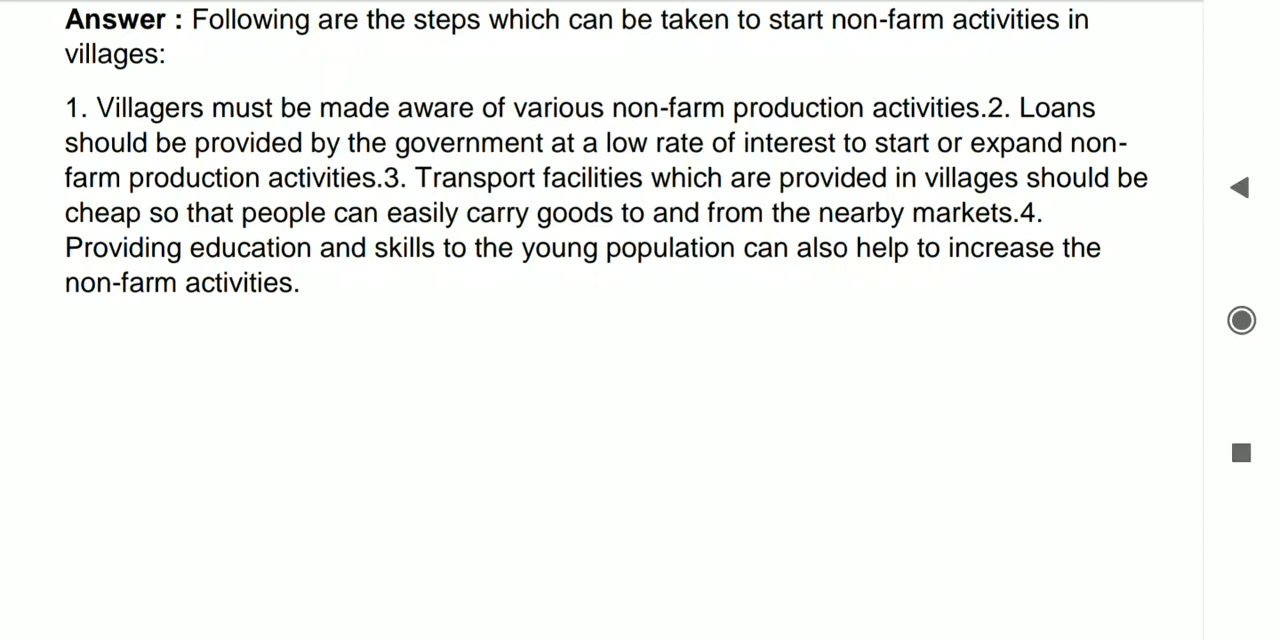 Answer : Following are the steps which can be taken to start non-farm activities in
villages:
1. Villagers must be made aware of various non-farm production activities.2. Loans
should be provided by the government at a low rate of interest to start or expand non-
farm production activities.3. Transport facilities which are provided in villages should be
cheap so that people can easily carry goods to and from the nearby markets.4.
Providing education and skills to the young population can also help to increase the
non-farm activities.